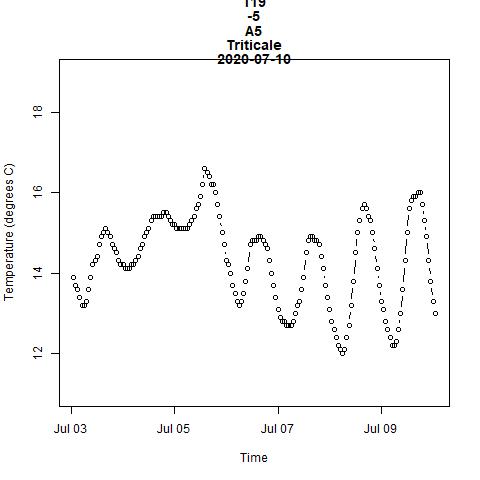 T19
-5
A5
Triticale
2020-07-10
18
16
14
12
Temperature (degrees C)
Jul 03 Jul 05 Jul 07 Jul 09
Time